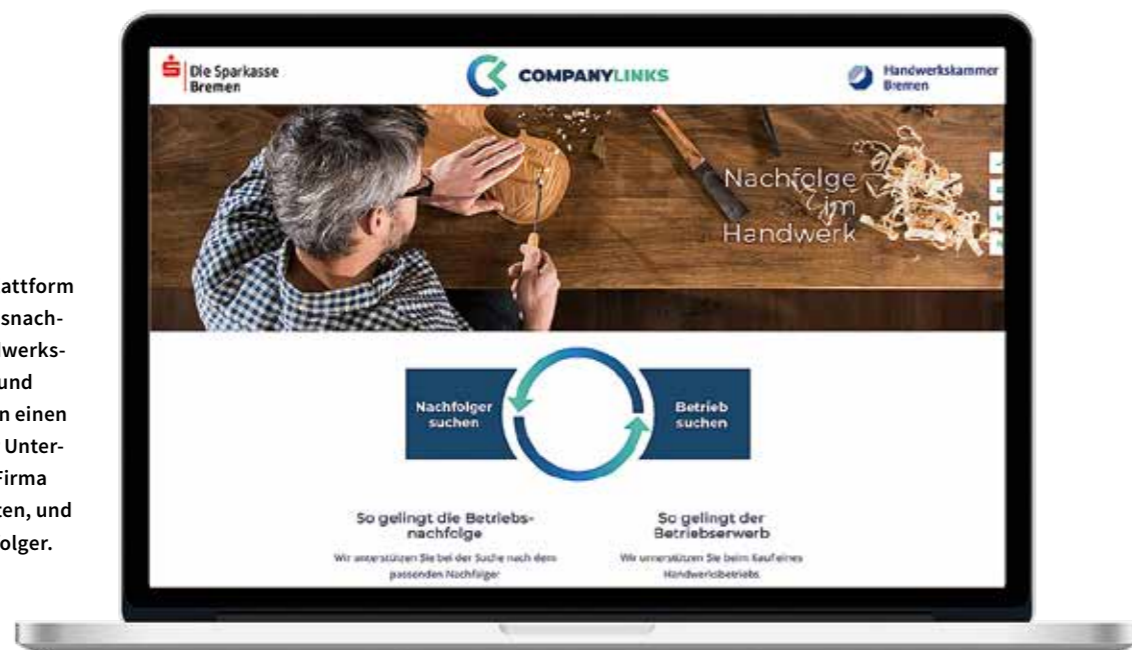 attform
snach-
lwerks-
und
n einen
Unter-
Firma
ten, und
olger.
Die Sparkasse
Bremen
COMPANYLINKS
Handwerkskammer
Bremen
Nachfolge
im
Handwerk
Nachfolger
suchen
Betrieb
suchen
So gelingt die Betriebs-
nachfolge
Wir unterstützen Sie bei der Suche nach dem
passenden Nachfolger
So gelingt der
Betriebserwerb
Wir unterstützen Sie beim Kauf eines
Handwerksbetriebs.